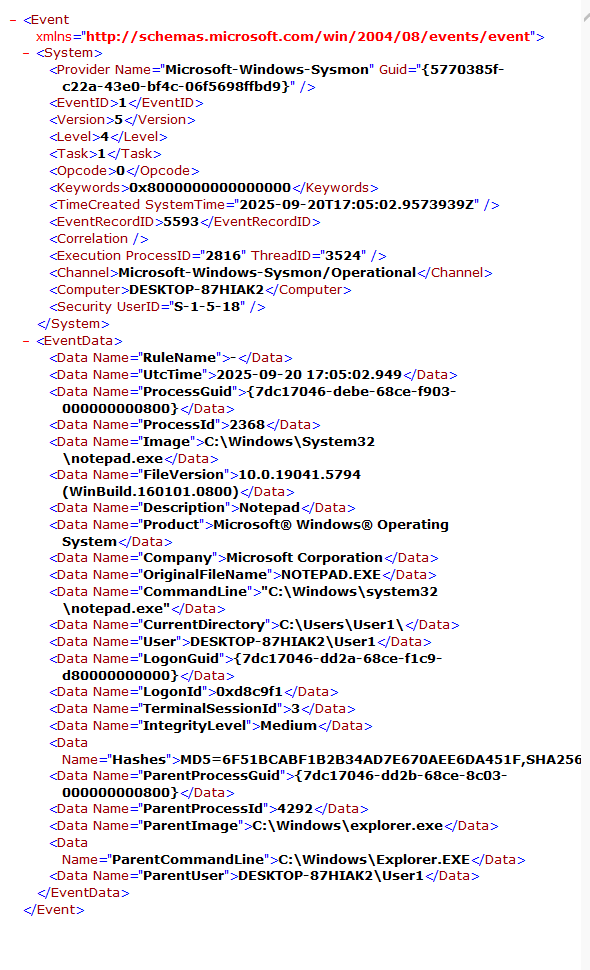 – <Event
xmlns="http://schemas.microsoft.com/win/2004/08/events/event">
– <System>
<Provider Name="Microsoft-Windows-Sysmon" Guid="{5770385f-
c22a-43e0-bf4c-06f5698ffbd9}" />
<EventID>1</EventID>
<Version>5</Version>
<Level>4</Level>
<Task>1</Task>
<Opcode>0</Opcode>
<Keywords>0x8000000000000000</Keywords>
<TimeCreated SystemTime="2025-09-20T17:05:02.9573939Z" />
<EventRecordID>5593</EventRecordID>
<Correlation />
<Execution ProcessID="2816" ThreadID="3524" />
<Channel>Microsoft-Windows-Sysmon/Operational</Channel>
<Computer>DESKTOP-87HIAK2</Computer>
<Security UserID="S-1-5-18" />
</System>
– <EventData>
<Data Name="RuleName">-</Data>
<Data Name="UtcTime">2025-09-20 17:05:02.949</Data>
<Data Name="ProcessGuid">{7dc17046-debe-68ce-f903-
000000000800}</Data>
<Data Name="ProcessId">2368</Data>
<Data Name="Image">C:\Windows\System32
\notepad.exe</Data>
<Data Name="FileVersion">10.0.19041.5794
(WinBuild.160101.0800)</Data>
<Data Name="Description">Notepad</Data>
<Data Name="Product">Microsoft® Windows® Operating
System</Data>
<Data Name="Company">Microsoft Corporation</Data>
<Data Name="OriginalFileName">NOTEPAD.EXE</Data>
<Data Name="CommandLine">"C:\Windows\system32
\notepad.exe"</Data>
<Data Name="CurrentDirectory">C:\Users\User1\</Data>
<Data Name="User">DESKTOP-87HIAK2\User1</Data>
<Data Name="LogonGuid">{7dc17046-dd2a-68ce-f1c9-
d80000000000}</Data>
<Data Name="LogonId">0xd8c9f1</Data>
<Data Name="TerminalSessionId">3</Data>
<Data Name="IntegrityLevel">Medium</Data>
<Data
Name="Hashes">MD5=6F51BCABF1B2B34AD7E670AEE6DA451F,SHA256
<Data Name="ParentProcessGuid">{7dc17046-dd2b-68ce-8c03-
000000000800}</Data>
<Data Name="ParentProcessId">4292</Data>
<Data Name="ParentImage">C:\Windows\explorer.exe</Data>
<Data
Name="ParentCommandLine">C:\Windows\Explorer.EXE</Data>
<Data Name="ParentUser">DESKTOP-87HIAK2\User1</Data>
</EventData>
</Event>